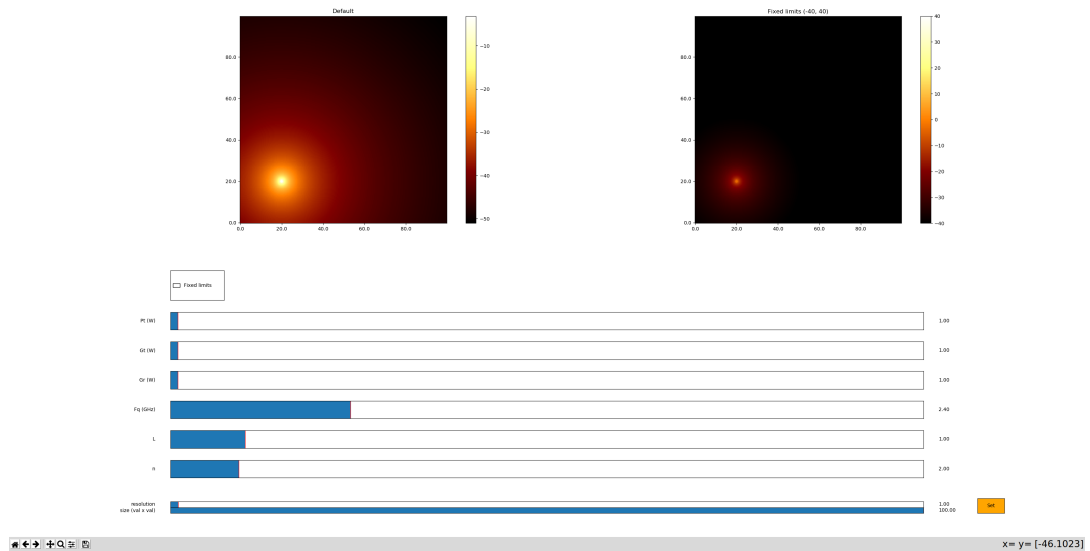 Default
Fixed limits (-40, 40)
80.0
60.0
40.0
20.0
0.0
0.0 20.0 40.0 60.0 80.0
−10
−20
−30
−40
−50
80.0
60.0
40.0
20.0
0.0
0.0 20.0 40.0 60.0 80.0
40
30
20
10
0
−10
−20
−30
−40
Fixed limits
Pt (W) 1.00
Gt (W) 1.00
Gr (W) 1.00
Fq (GHz) 2.40
L 1.00
n 2.00
resolution 1.00
size (val x val) 100.00
Set
x= y= [-46.1023]